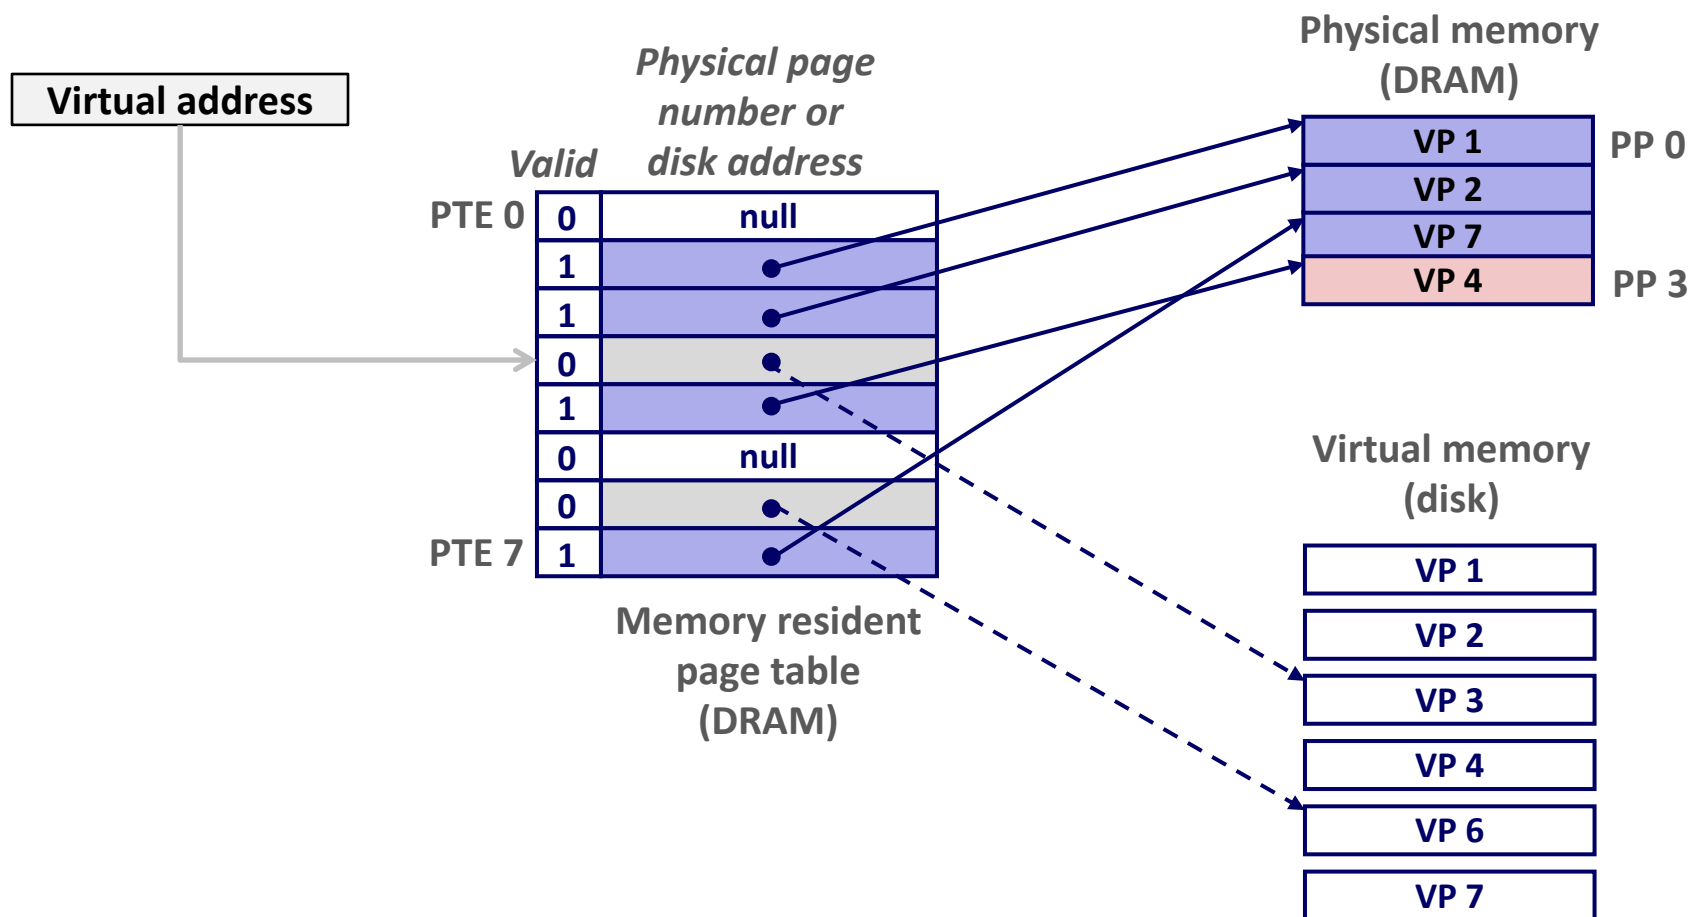 Virtual address
Physical page
number or
disk address
Valid
PTE 0
0
null
1
1
0
1
0
null
0
PTE 7
1
Memory resident
page table
(DRAM)
Physical memory
(DRAM)
VP 1
PP 0
VP 2
VP 7
VP 4
PP 3
Virtual memory
(disk)
VP 1
VP 2
VP 3
VP 4
VP 6
VP 7